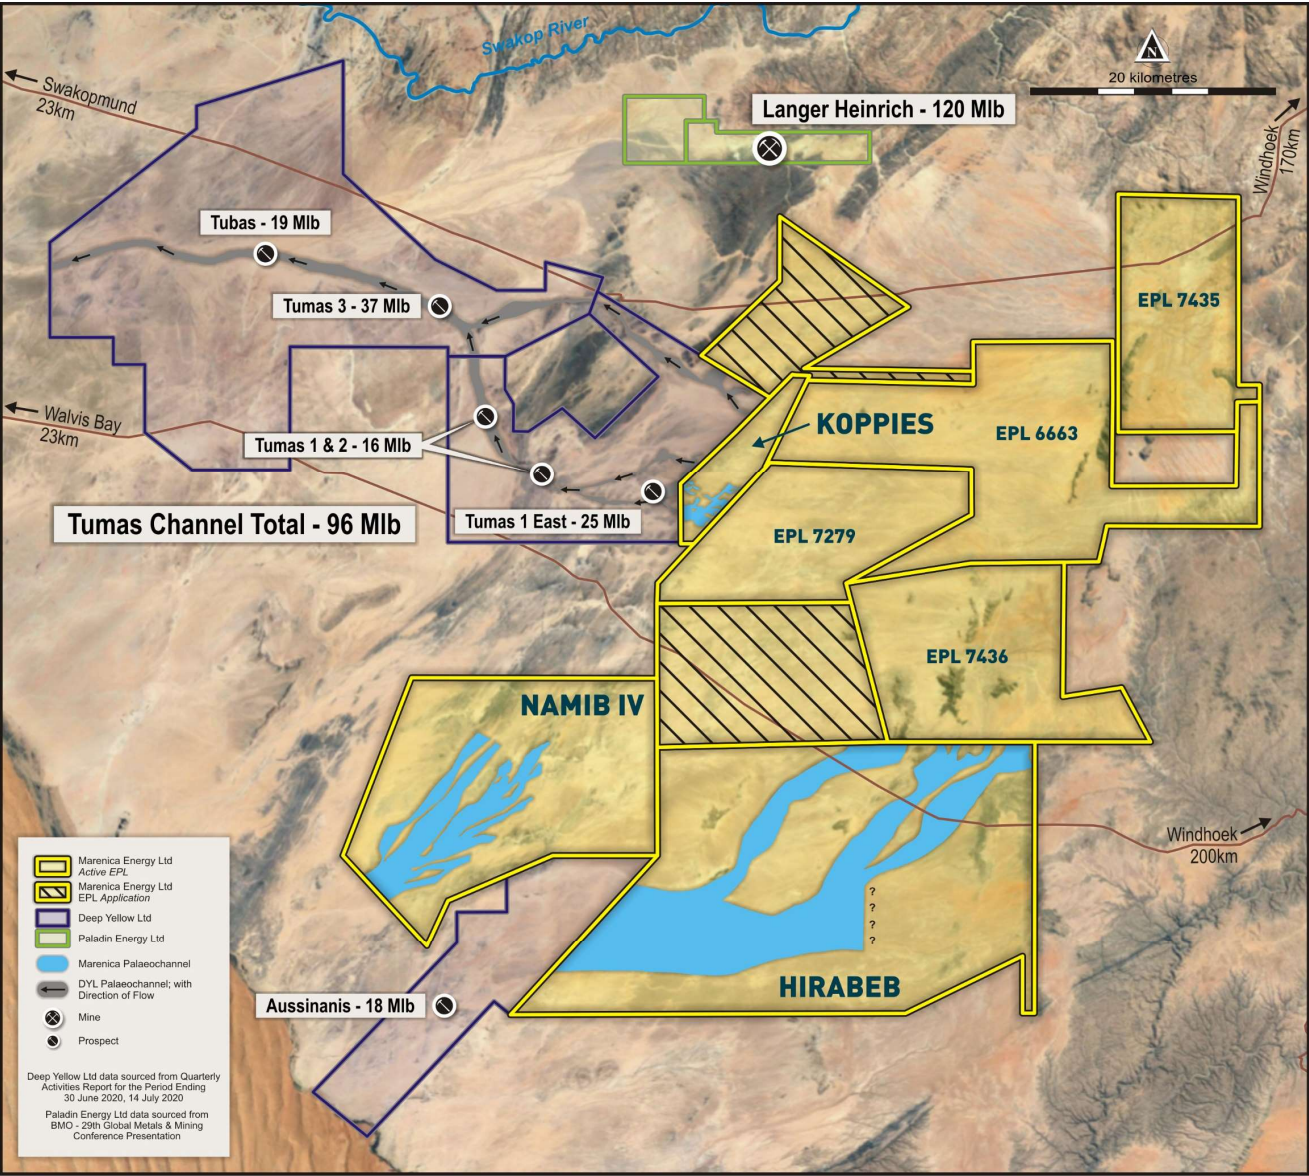 Swakop River
N
20 kilometres
Swakopmund
23km
Langer Heinrich - 120 Mlb
Windhoek
170km
Tubas - 19 Mlb
Tumas 3 - 37 Mlb
EPL 7435
Walvis Bay
23km
Tumas 1 & 2 - 16 Mlb
KOPPIES
EPL 6663
Tumas Channel Total - 96 Mlb
Tumas 1 East - 25 Mlb
EPL 7279
EPL 7436
NAMIB IV
Windhoek
200km
?
?
?
?
HIRABEB
Aussinanis - 18 Mlb
Marenica Energy Ltd
Active EPL
Marenica Energy Ltd
EPL Application
Deep Yellow Ltd
Paladin Energy Ltd
Marenica Palaeochannel
DYL Palaeochannel; with
Direction of Flow
Mine
Prospect
Deep Yellow Ltd data sourced from Quarterly
Activities Report for the Period Ending
30 June 2020, 14 July 2020
Paladin Energy Ltd data sourced from
BMO - 29th Global Metals & Mining
Conference Presentation